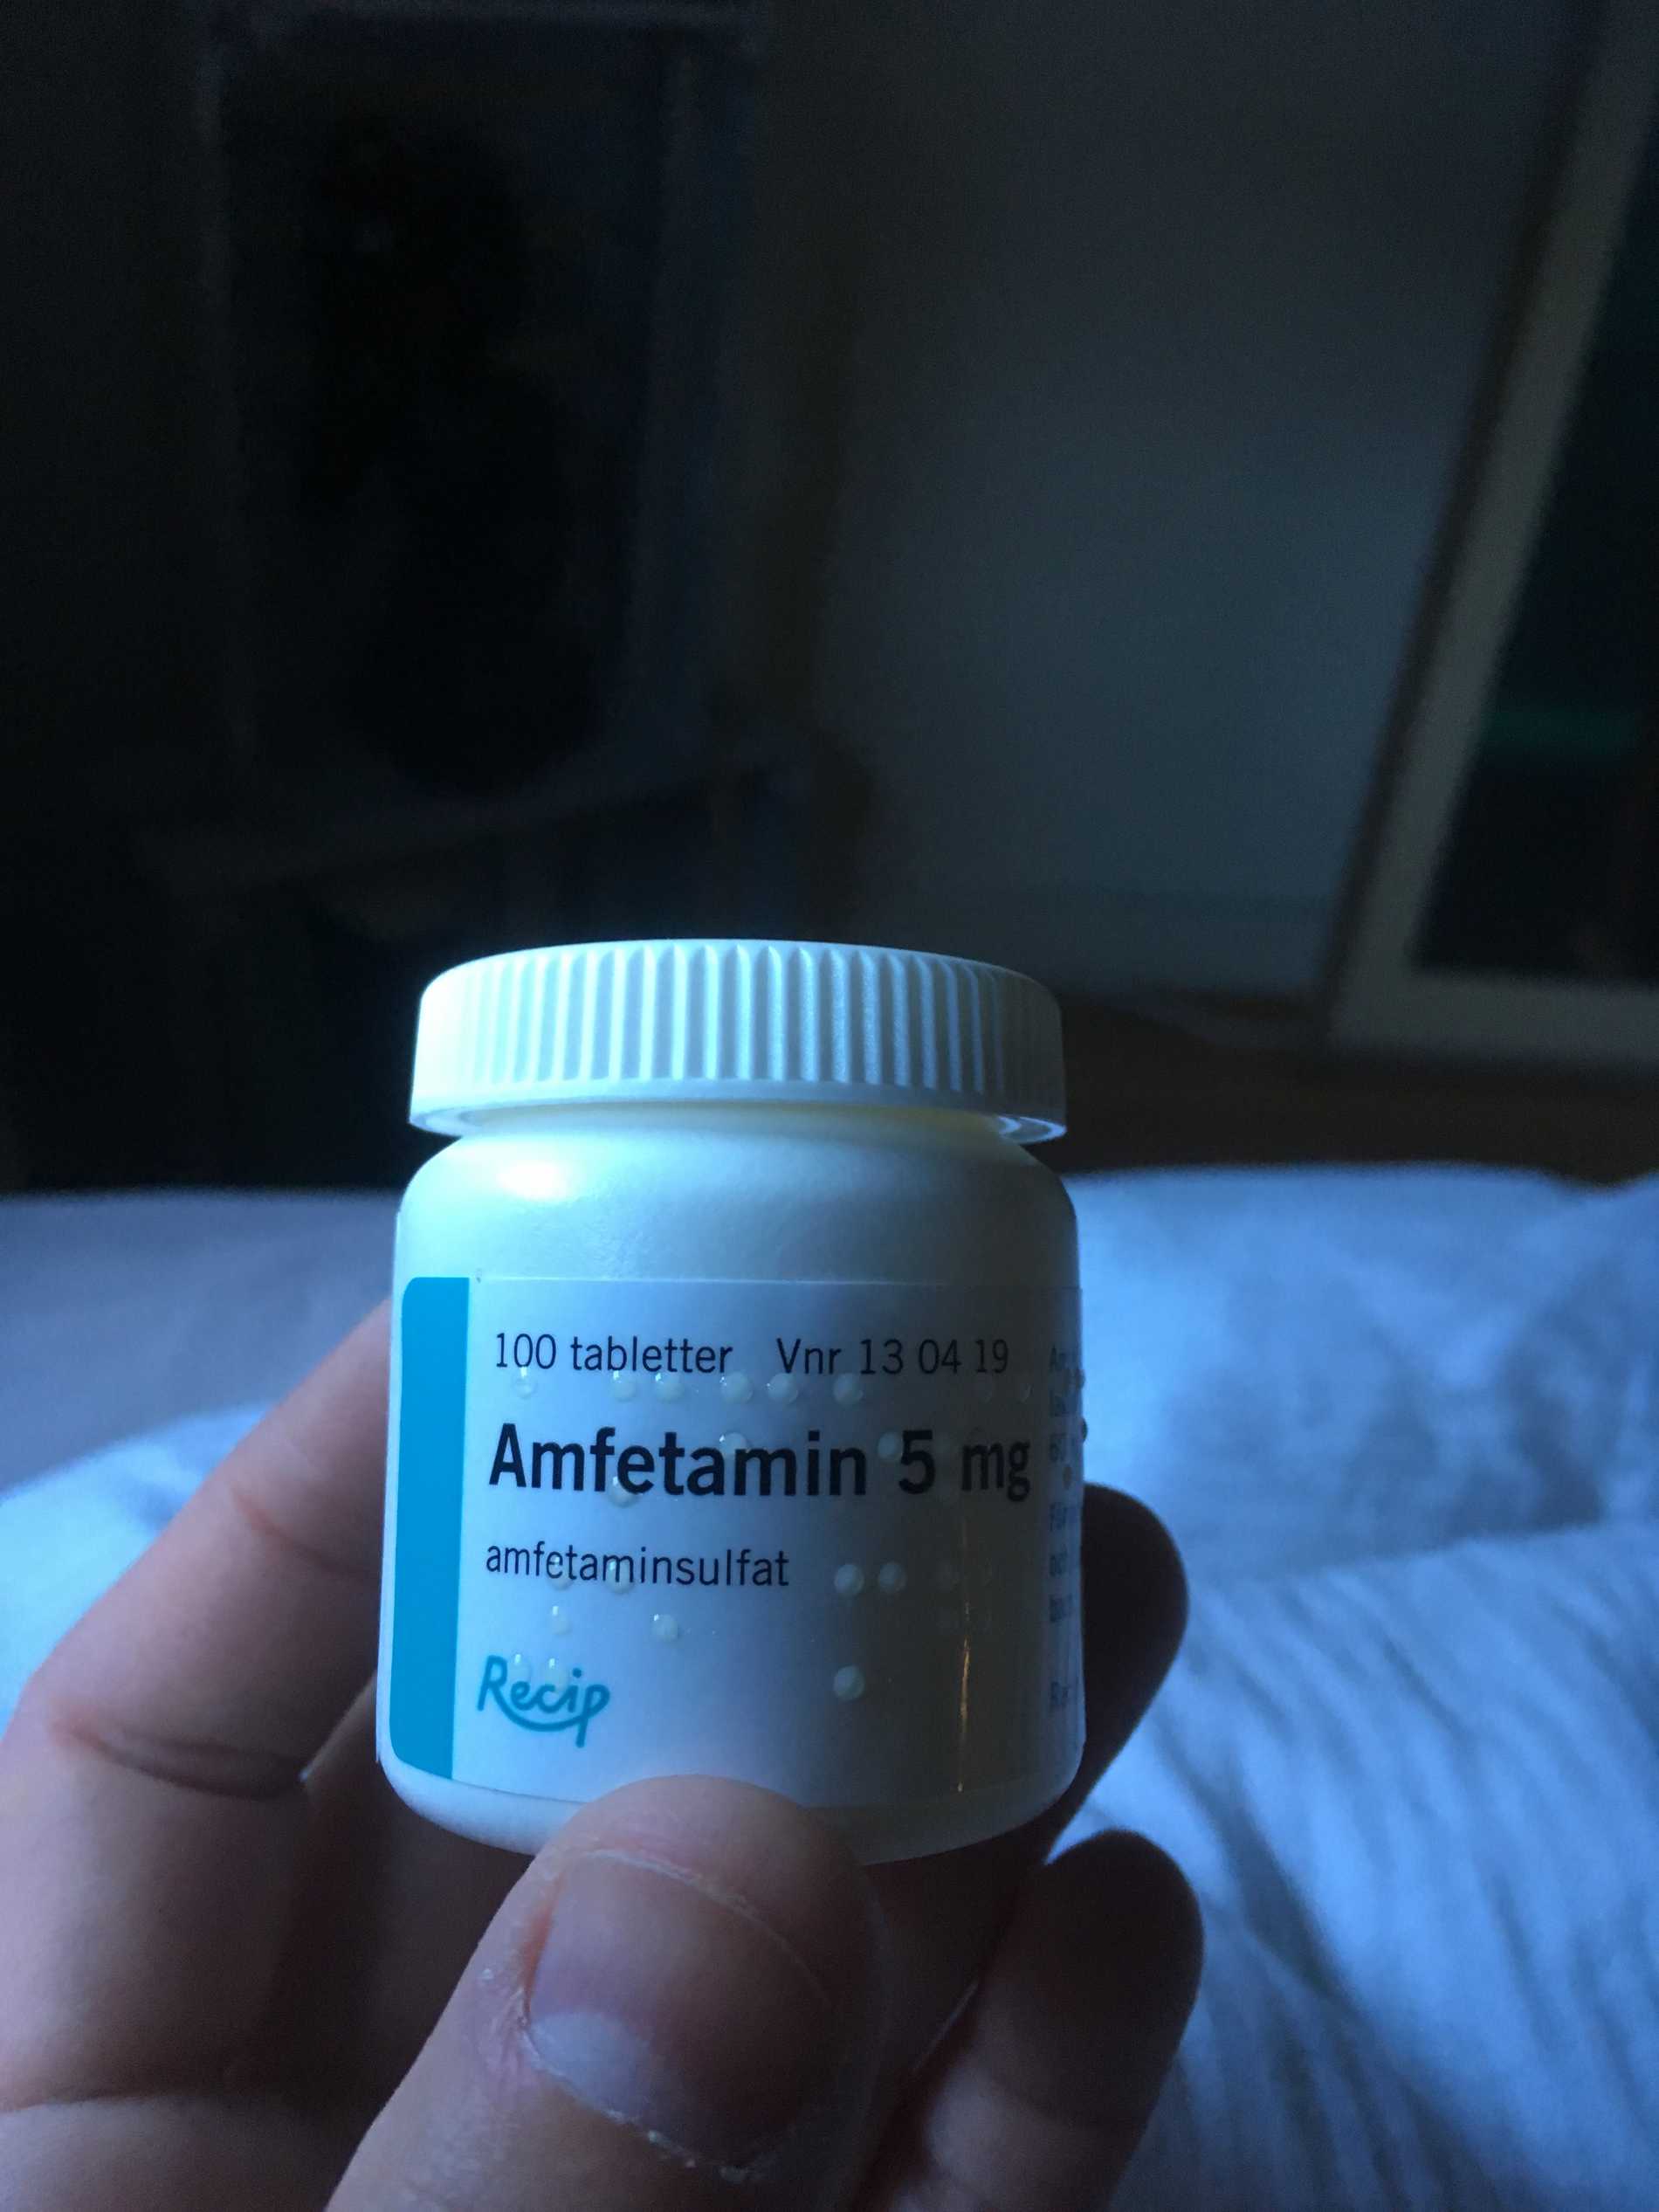 100 tabletter Vnr 13 04 19
Amfetamin 5 mg
amfetaminsulfat
Recip